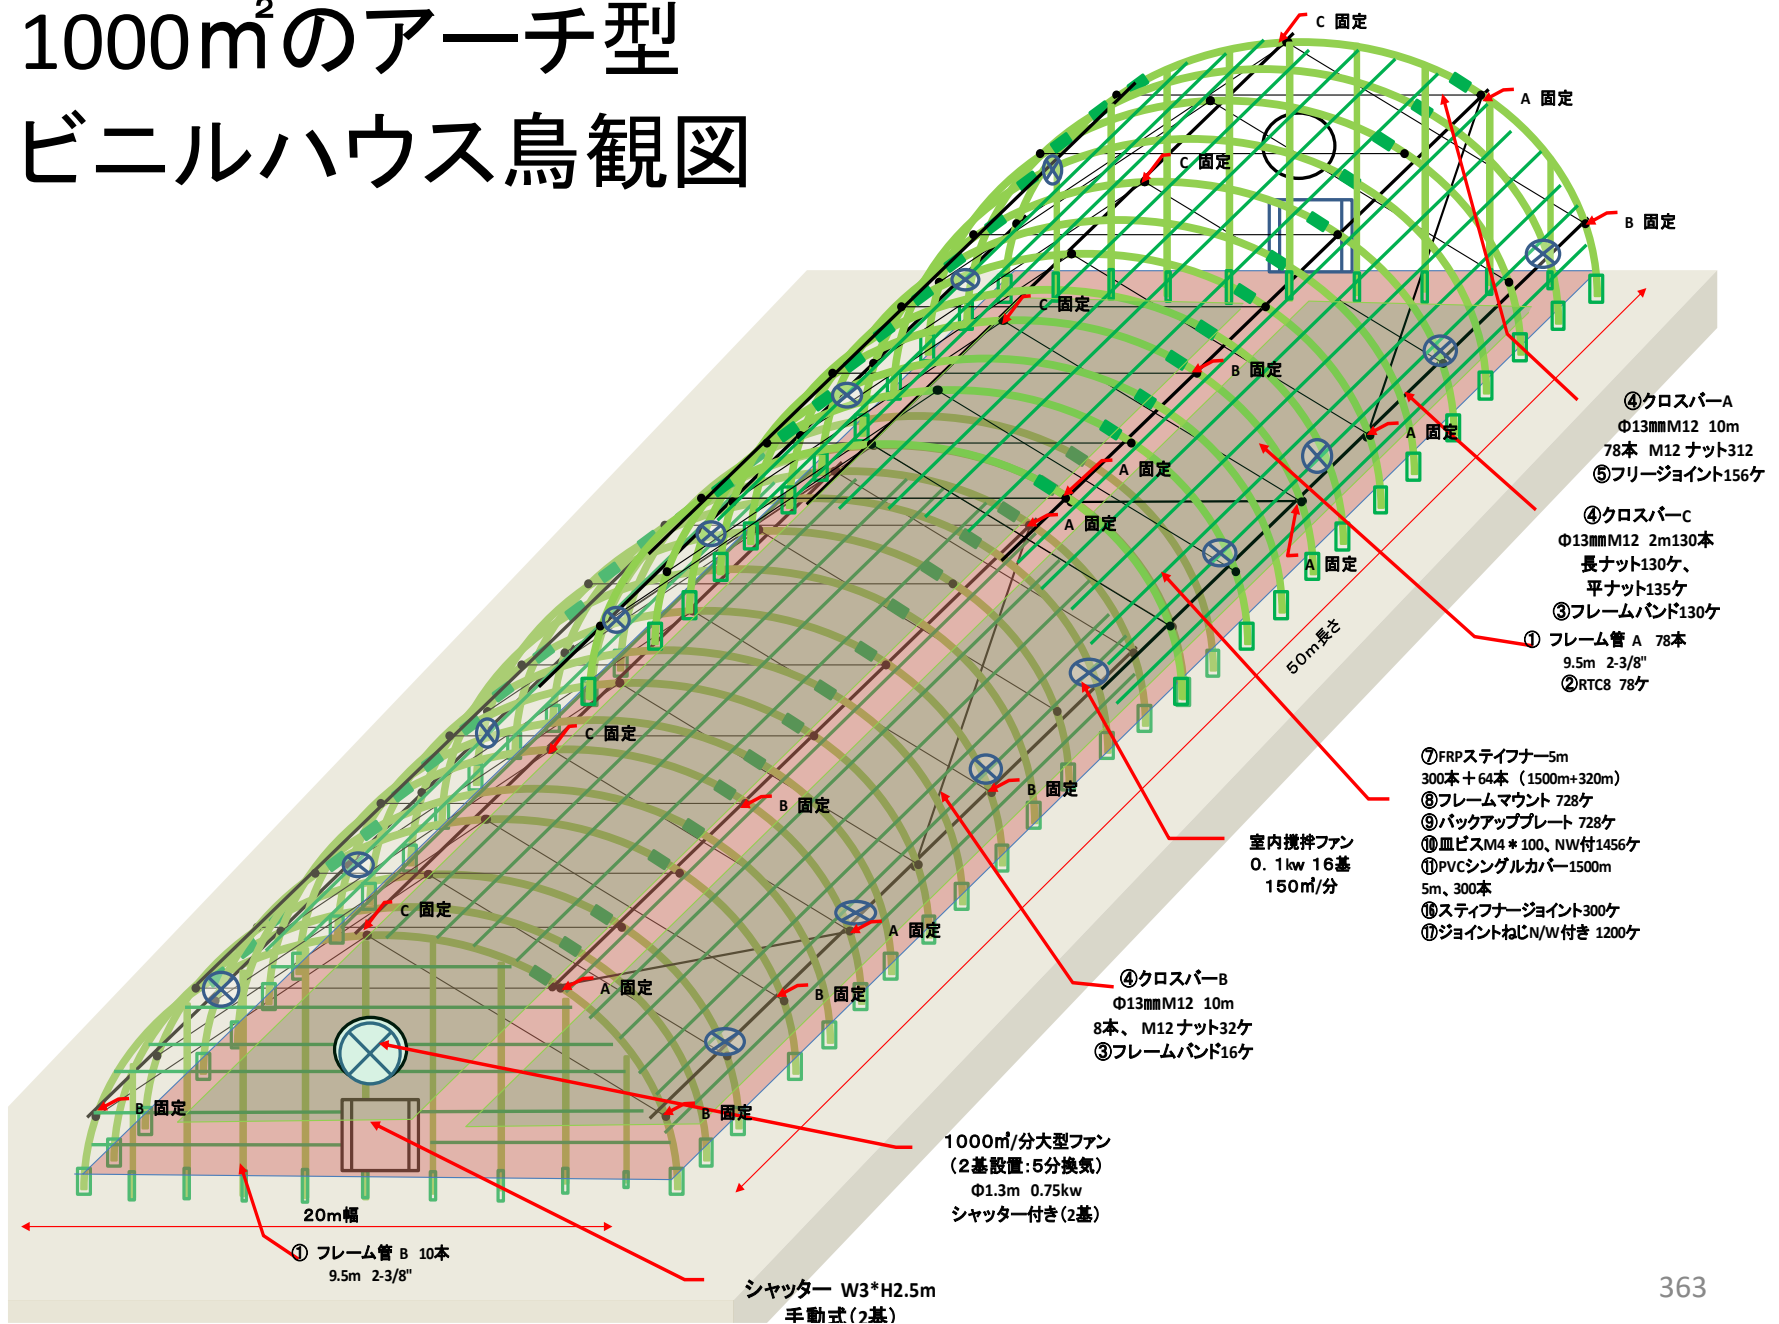 1000㎡のアーチ型
ビニルハウス鳥観図
C 固定
A 固定
C 固定
B 固定
C 固定
B 固定
A 固定
A 固定
A 固定
A 固定
C 固定
B 固定
B 固定
C 固定
A 固定
A 固定
B 固定
B 固定
B 固定
④クロスバーA
Φ13㎜M12 10m
78本 M12 ナット312
⑤フリージョイント156ケ
④クロスバーC
Φ13㎜M12 2m130本
長ナット130ケ、
平ナット135ケ
③フレームバンド130ケ
① フレーム管 A 78本
9.5m 2-3/8"
②RTC8 78ケ
50m長さ
⑦FRPステイフナー5m
300本＋64本 （1500m+320m）
⑧フレームマウント 728ケ
⑨バックアッププレート 728ケ
⑩皿ビスM4＊100、NW付1456ケ
⑪PVCシングルカバー1500m
5m、300本
⑯スティフナージョイント300ケ
⑰ジョイントねじN/W付き 1200ケ
室内撹拌ファン
0．1kw 16基
150㎥/分
④クロスバーB
Φ13㎜M12 10m
8本、 M12 ナット32ケ
③フレームバンド16ケ
1000㎥/分大型ファン
（2基設置：5分換気）
Φ1.3m 0.75kw
シャッター付き（2基）
20m幅
① フレーム管 B 10本
9.5m 2-3/8"
シャッター W3*H2.5m
手動式（2基）
363